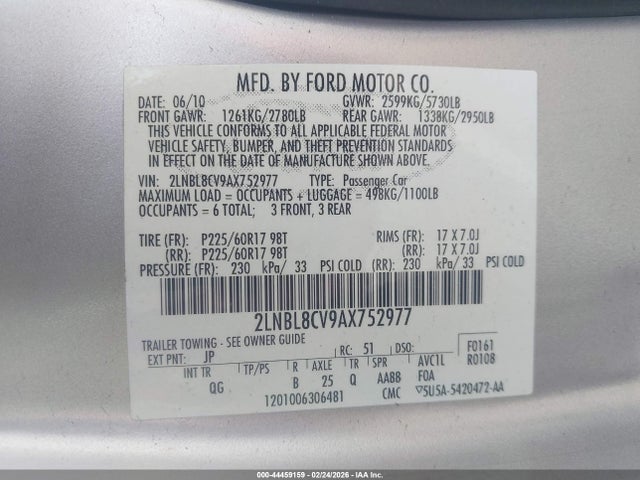 MFD. BY FORD MOTOR CO.
DATE: 06/10 GVWR: 2599KG/5730LB
FRONT GAWR: 1261KG/2780LB REAR GAWR: 1338KG/2950LB
THIS VEHICLE CONFORMS TO ALL APPLICABLE FEDERAL MOTOR
VEHICLE SAFETY, BUMPER, AND THEFT PREVENTION STANDARDS
IN EFFECT ON THE DATE OF MANUFACTURE SHOWN ABOVE.
VIN: 2LNBL8CV9AX752977 TYPE: Passenger Car
MAXIMUM LOAD = OCCUPANTS + LUGGAGE = 498KG/1100LB
OCCUPANTS = 6 TOTAL; 3 FRONT, 3 REAR
TIRE (FR): P225/60R17 98T RIMS (FR): 17 X 7.0J
(RR): P225/60R17 98T (RR): 17 X 7.0J
PRESSURE (FR): 230 kPa/ 33 PSI COLD (RR): 230 kPa/ 33 PSI COLD
2LNBL8CV9AX752977
TRAILER TOWING - SEE OWNER GUIDE
EXT PNT: JP RC: 51 DSO: F0161
INT TR TP/PS R AXLE TR SPR AVC1L R0108
QG B 25 Q AABB F0A
1201006306481 CMC 5U5A-5420472-AA
000-44459159 - 02/24/2026 - IAA Inc.